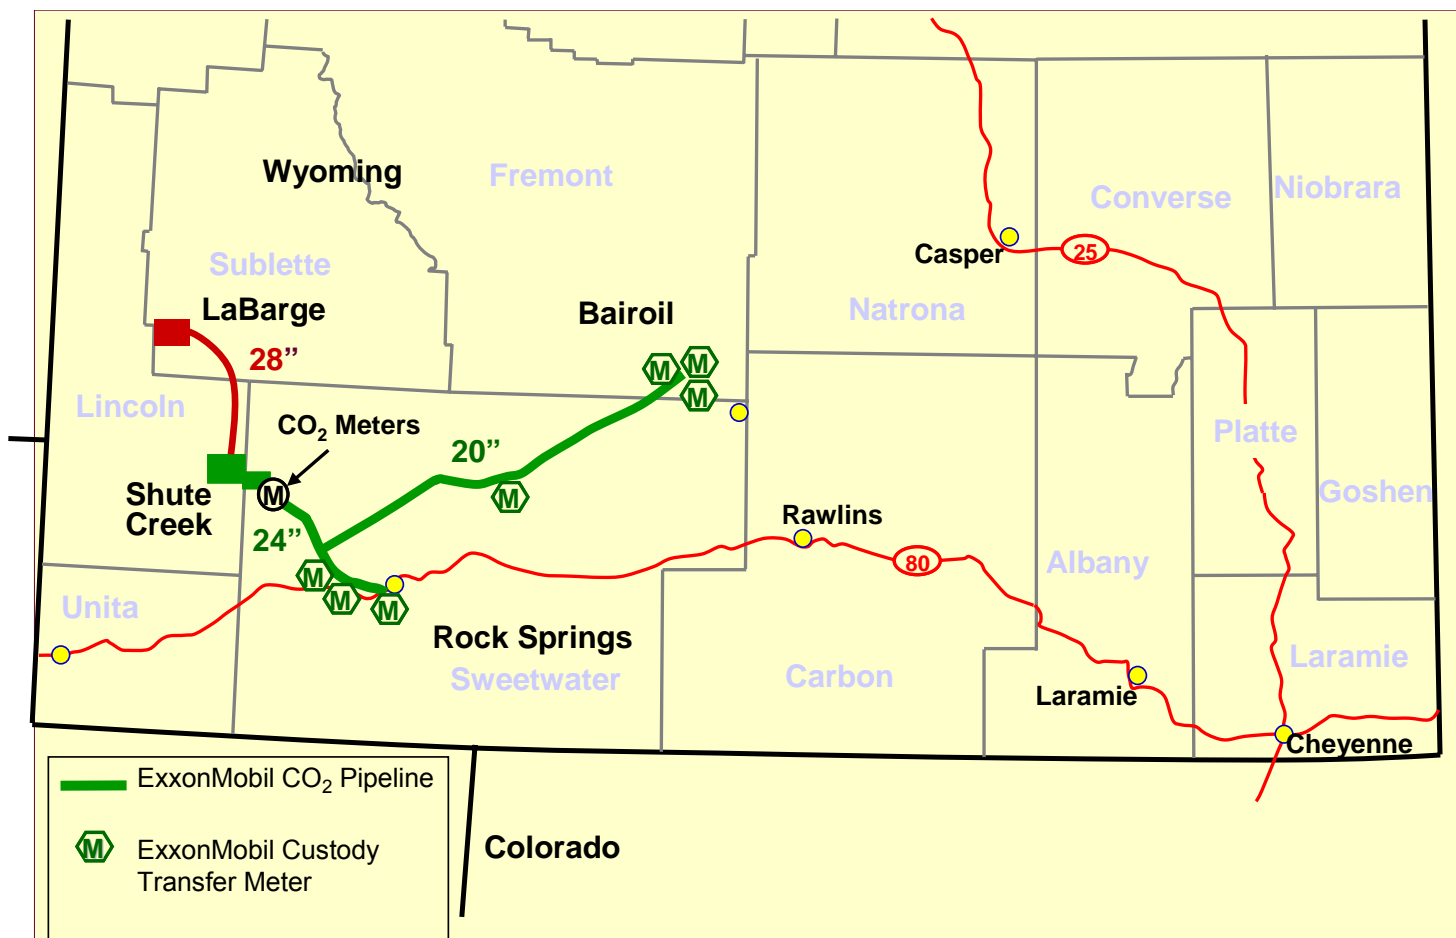 Wyoming
Fremont
Converse
Niobrara
Casper
25
Sublette
LaBarge
Bairoil
Natrona
28”
M
M
M
Lincoln
CO2 Meters
Platte
20”
M
M
Goshen
Shute
Creek
24”
Rawlins
80
Albany
M
M
M
Unita
Rock Springs
Sweetwater
Carbon
Laramie
Laramie
Cheyenne
ExxonMobil CO2 Pipeline
M
ExxonMobil Custody
Transfer Meter
Colorado